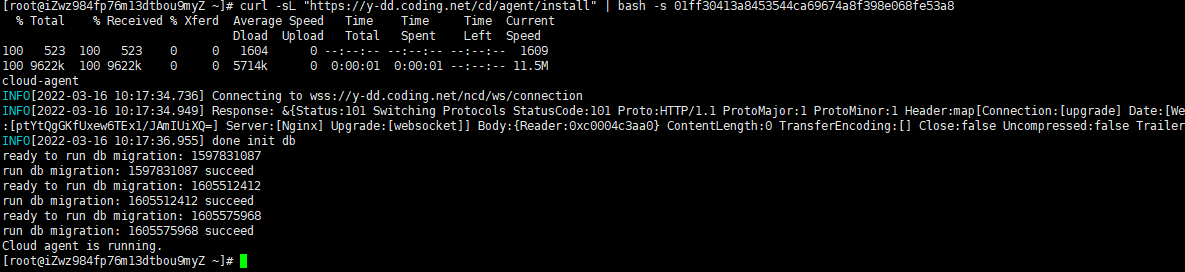 [root@iZwz984fp76m13dtbou9myZ ~]# curl -sL "https://y-dd.coding.net/cd/agent/install" | bash -s 01ff30413a8453544ca69674a8f398e068fe53a8
% Total % Received % Xferd Average Speed Time Time Time Current
Dload Upload Total Spent Left Speed
100 523 100 523 0 0 1604 0 --:--:-- --:--:-- --:--:-- 1609
100 9622k 100 9622k 0 0 5714k 0 0:00:01 0:00:01 --:--:-- 11.5M
cloud-agent
INFO[2022-03-16 10:17:34.736] Connecting to wss://y-dd.coding.net/ncd/ws/connection
INFO[2022-03-16 10:17:34.949] Response: &{Status:101 Switching Protocols StatusCode:101 Proto:HTTP/1.1 ProtoMajor:1 ProtoMinor:1 Header:map[Connection:[upgrade] Date:[We
:[ptYtQgGKfUxew6TEx1/JAmIUiXQ=] Server:[Nginx] Upgrade:[websocket]] Body:{Reader:0xc0004c3aa0} ContentLength:0 TransferEncoding:[] Close:false Uncompressed:false Trailer
INFO[2022-03-16 10:17:36.955] done init db
ready to run db migration: 1597831087
run db migration: 1597831087 succeed
ready to run db migration: 1605512412
run db migration: 1605512412 succeed
ready to run db migration: 1605575968
run db migration: 1605575968 succeed
Cloud agent is running.
[root@iZwz984fp76m13dtbou9myZ ~]#